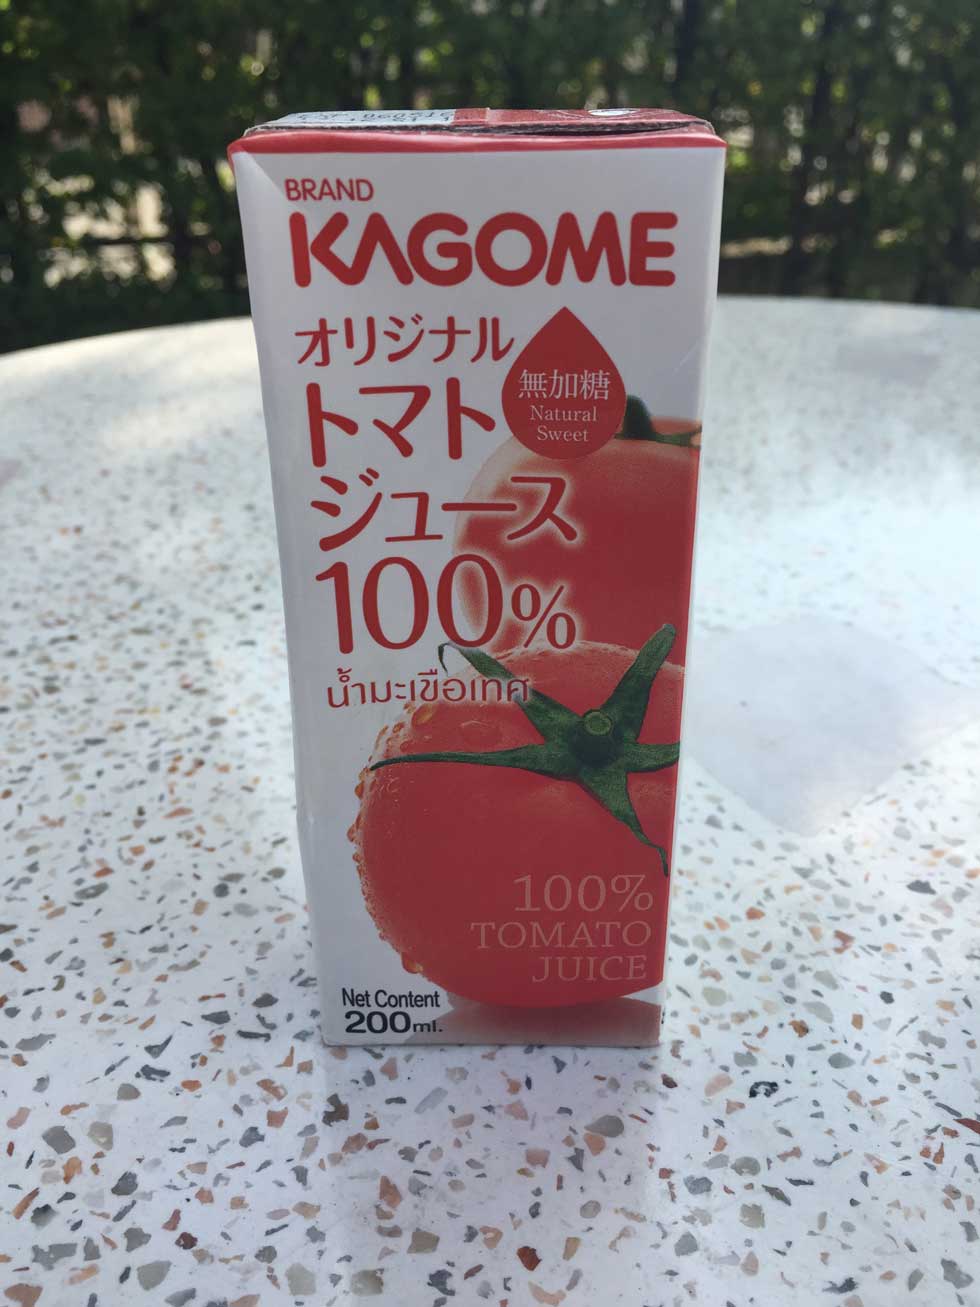 BRAND
KAGOME
オリジナル
トマト
ジュース
100%
無加糖
Natural
Sweet
น้ำมะเขือเทศ
100%
TOMATO
JUICE
Net Content
200ml.